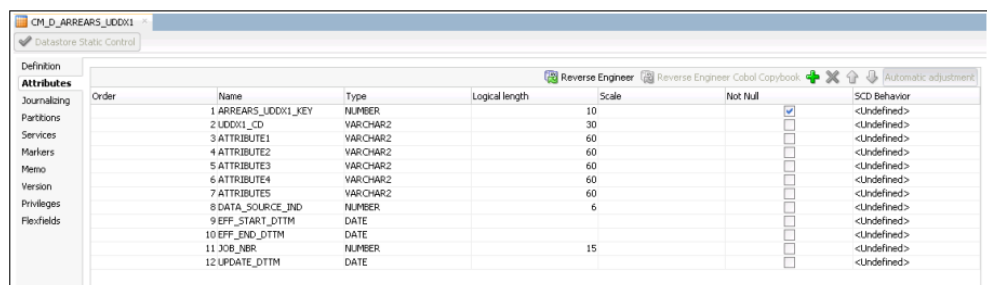 CM_D_ARREARS_UDDX1
Datastore Static Control
Definition
Attributes
Journalizing
Partitions
Services
Markers
Memo
Version
Privileges
Flexfields
Reverse Engineer Reverse Engineer Cobol Copybook Automatic adjustment
Order Name Type Logical length Scale Not Null SCD Behavior
1 ARREARS_UDDX1_KEY NUMBER 10 <Undefined>
2 UDDX1_CD VARCHAR2 30 <Undefined>
3 ATTRIBUTE1 VARCHAR2 60 <Undefined>
4 ATTRIBUTE2 VARCHAR2 60 <Undefined>
5 ATTRIBUTE3 VARCHAR2 60 <Undefined>
6 ATTRIBUTE4 VARCHAR2 60 <Undefined>
7 ATTRIBUTE5 VARCHAR2 60 <Undefined>
8 DATA_SOURCE_IND NUMBER 6 <Undefined>
9 EFF_START_DTTM DATE <Undefined>
10 EFF_END_DTTM DATE <Undefined>
11 JOB_NBR NUMBER 15 <Undefined>
12 UPDATE_DTTM DATE <Undefined>